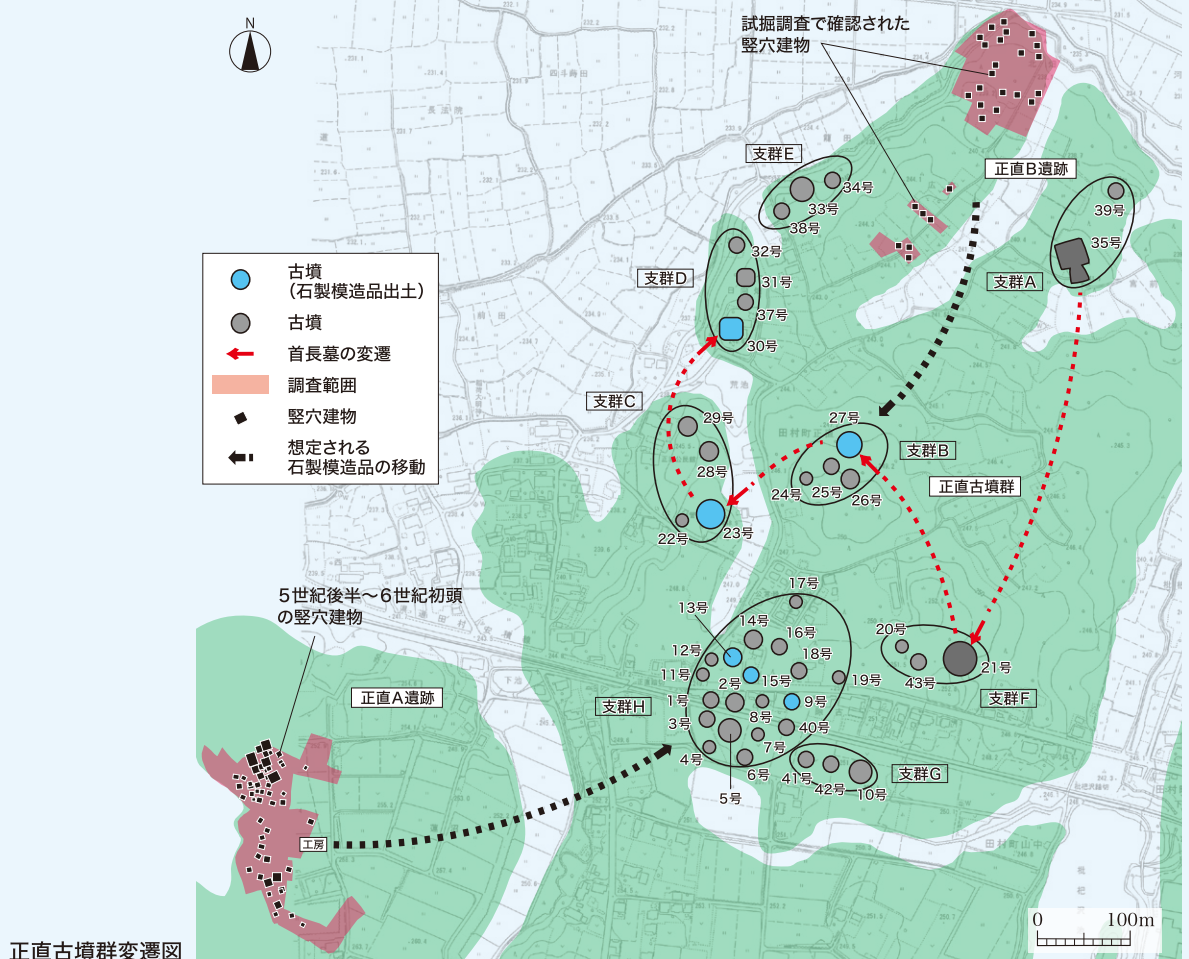 N
試掘調査で確認された
竪穴建物
支群E
34号
33号
38号
正直B遺跡
39号
35号
支群A
32号
支群D
31号
37号
30号
古墳
（石製模造品出土）
古墳
首長墓の変遷
調査範囲
竪穴建物
想定される
石製模造品の移動
支群C
29号
28号
22号
23号
27号
支群B
24号
25号
26号
正直古墳群
5世紀後半～6世紀初頭
の竪穴建物
17号
13号
14号
16号
12号
18号
11号
15号
19号
2号
1号
9号
支群H
8号
3号
40号
7号
4号
6号
5号
20号
43号
21号
支群F
41号
42号
10号
支群G
正直A遺跡
工房
0
100m
正直古墳群変遷図